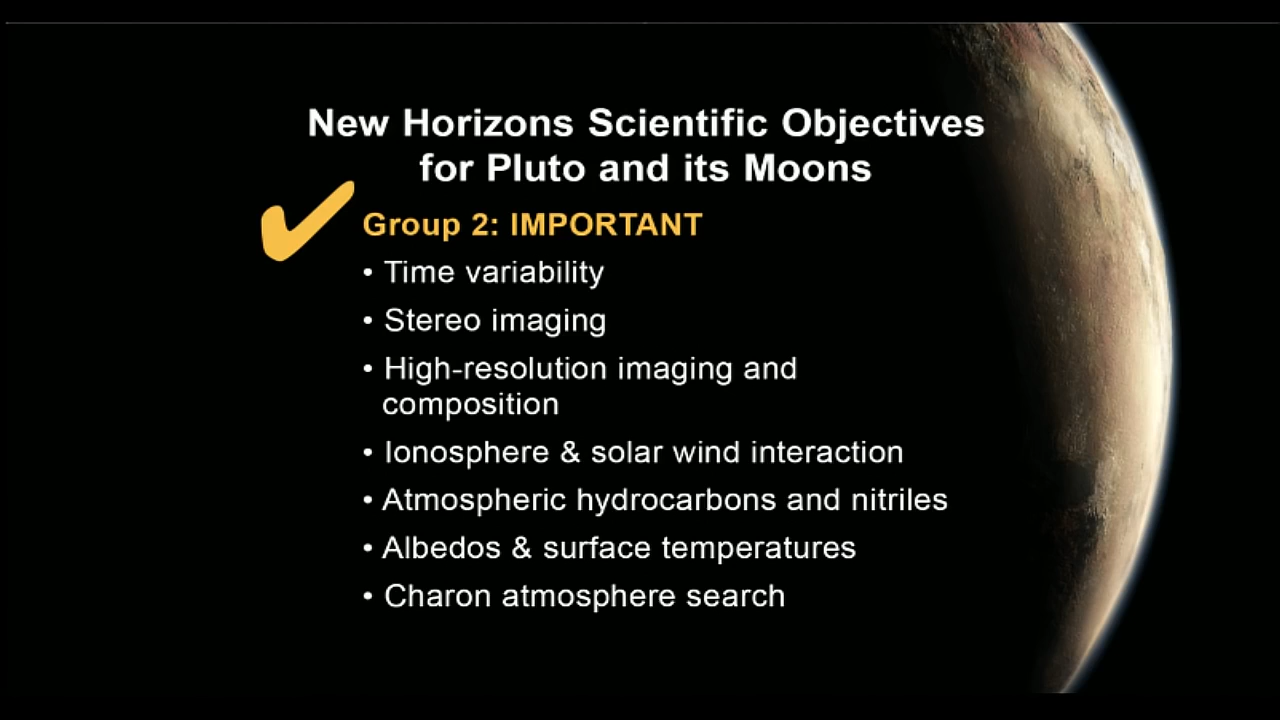 New Horizons Scientific Objectives
for Pluto and its Moons
Group 2: IMPORTANT
• Time variability
• Stereo imaging
• High-resolution imaging and
composition
• Ionosphere & solar wind interaction
• Atmospheric hydrocarbons and nitriles
• Albedos & surface temperatures
• Charon atmosphere search